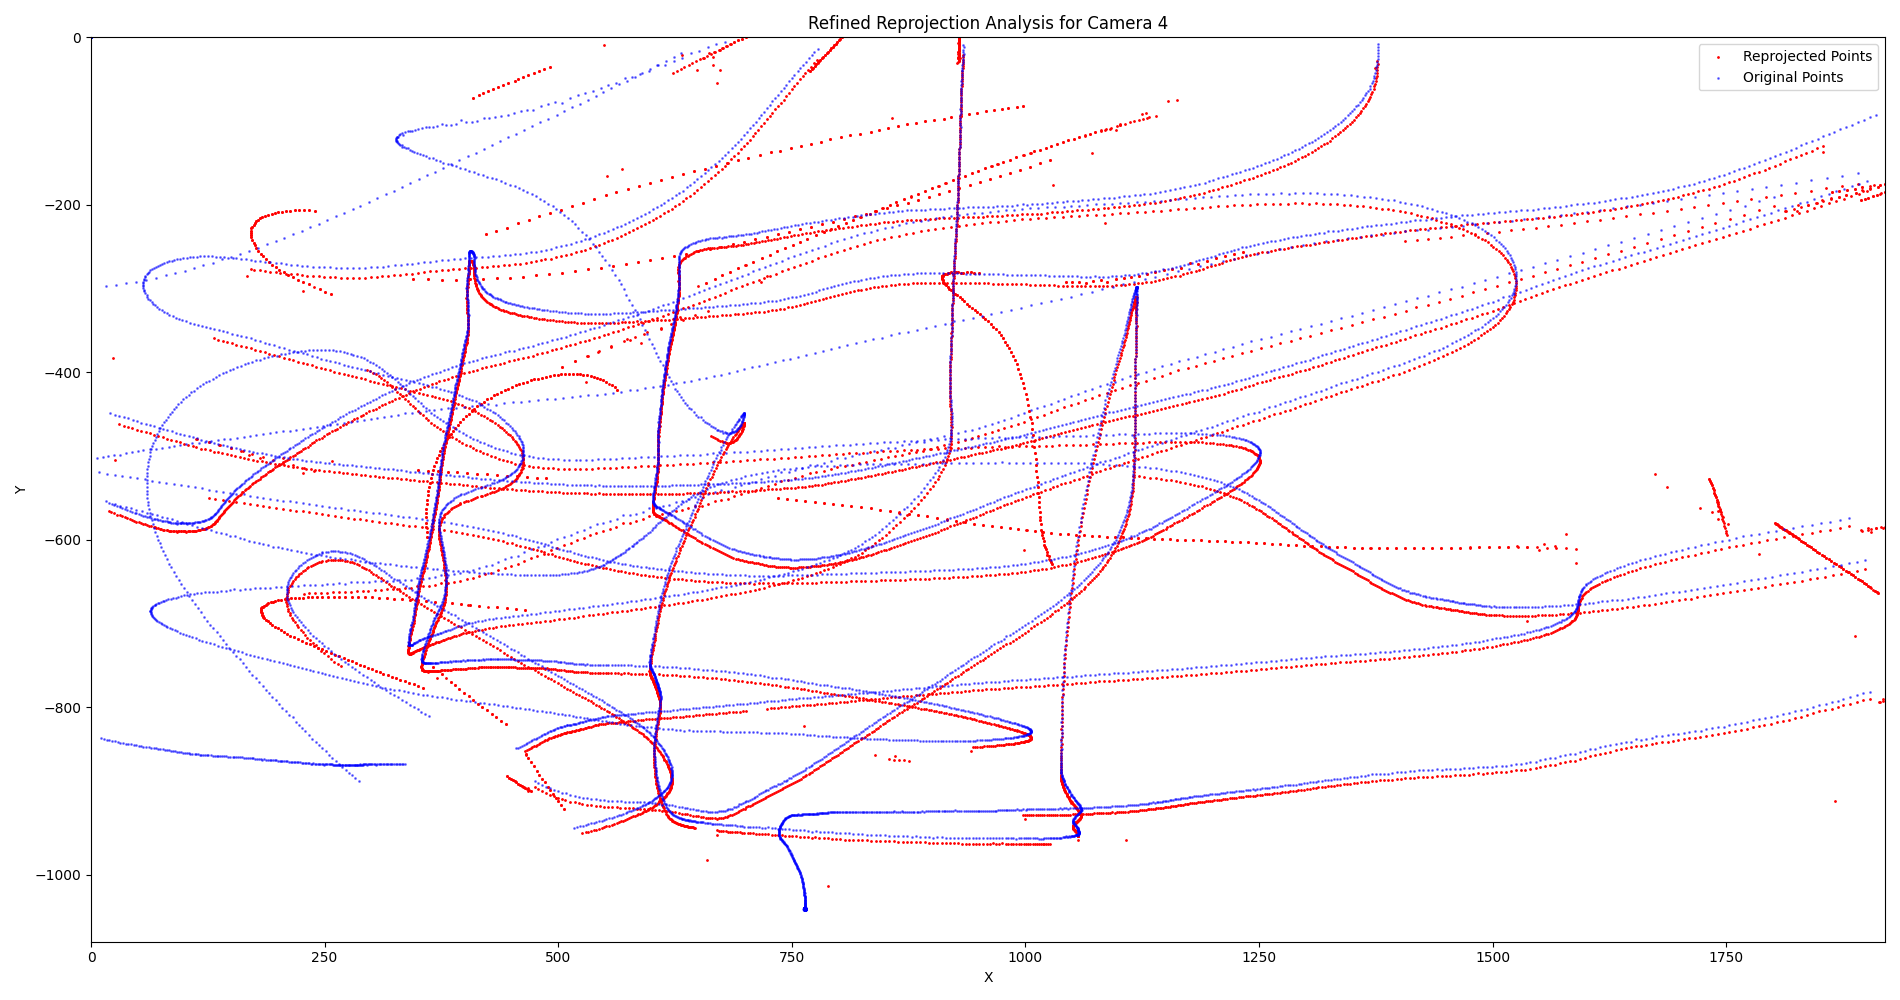 Refined Reprojection Analysis for Camera 4
Reprojected Points
Original Points
0
−200
−400
−600
−800
−1000
Y
0
250
500
750
1000
1250
1500
1750
X